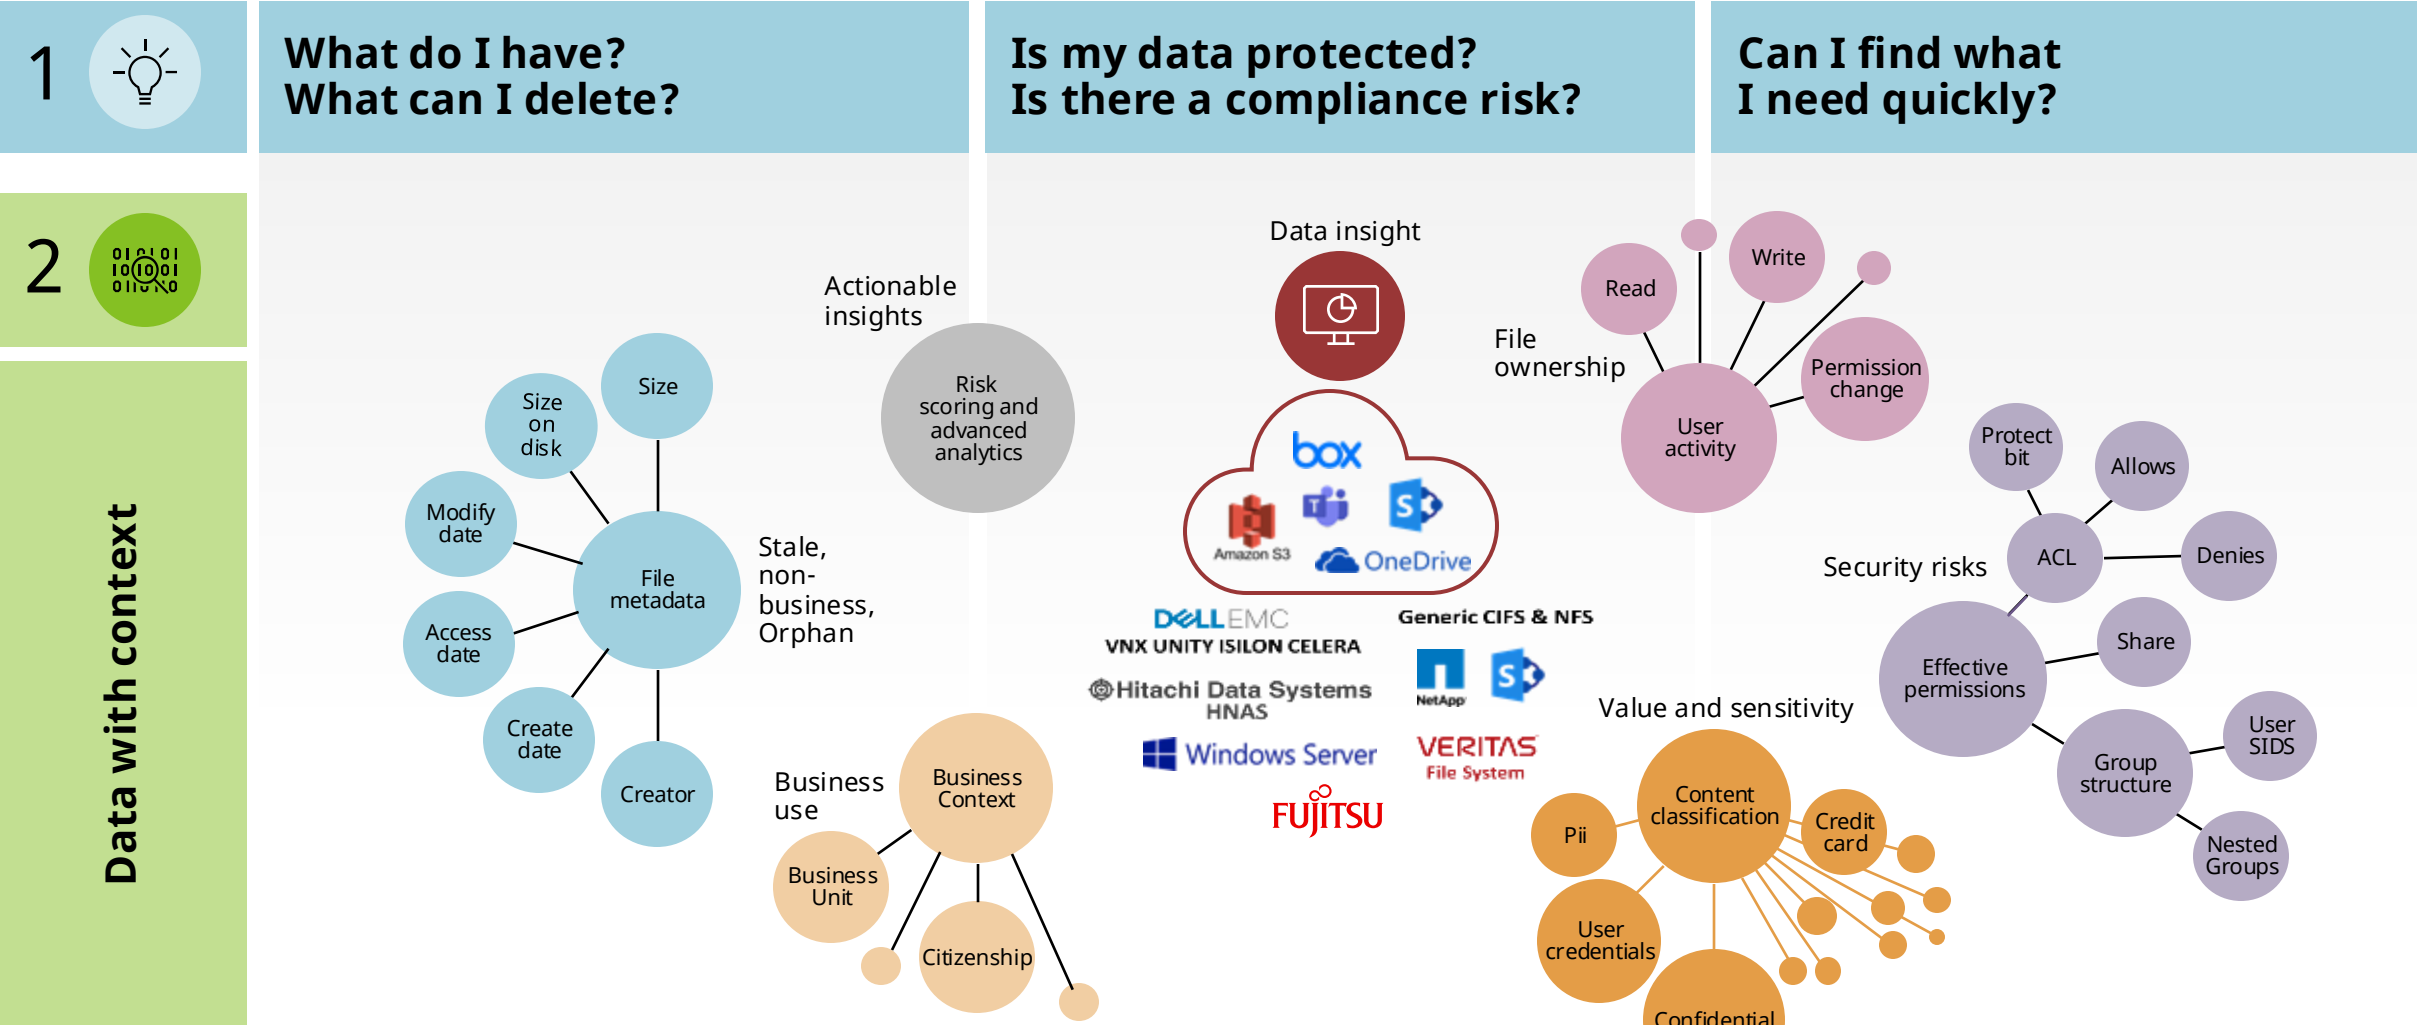 1
What do I have?
What can I delete?
Is my data protected?
Is there a compliance risk?
Can I find what
I need quickly?
2
Data with context
Size
Size
on
disk
Modify
date
Access
date
Create
date
Creator
File
metadata
Stale,
non-
business,
Orphan
Actionable
insights
Risk
scoring and
advanced
analytics
Business
use
Business
Context
Business
Unit
Citizenship
Data insight
box
Amazon S3
T
S
OneDrive
DELL EMC
VNX UNITY ISILON CELERA
Generic CIFS & NFS
Hitachi Data Systems
HNAS
NetApp
S
Windows Server
VERITAS
File System
FUJITSU
File
ownership
Read
Write
Permission
change
User
activity
Security risks
Protect
bit
Allows
ACL
Denies
Effective
permissions
Share
Group
structure
User
SIDS
Nested
Groups
Value and sensitivity
Content
classification
Pii
Credit
card
User
credentials
Confidential